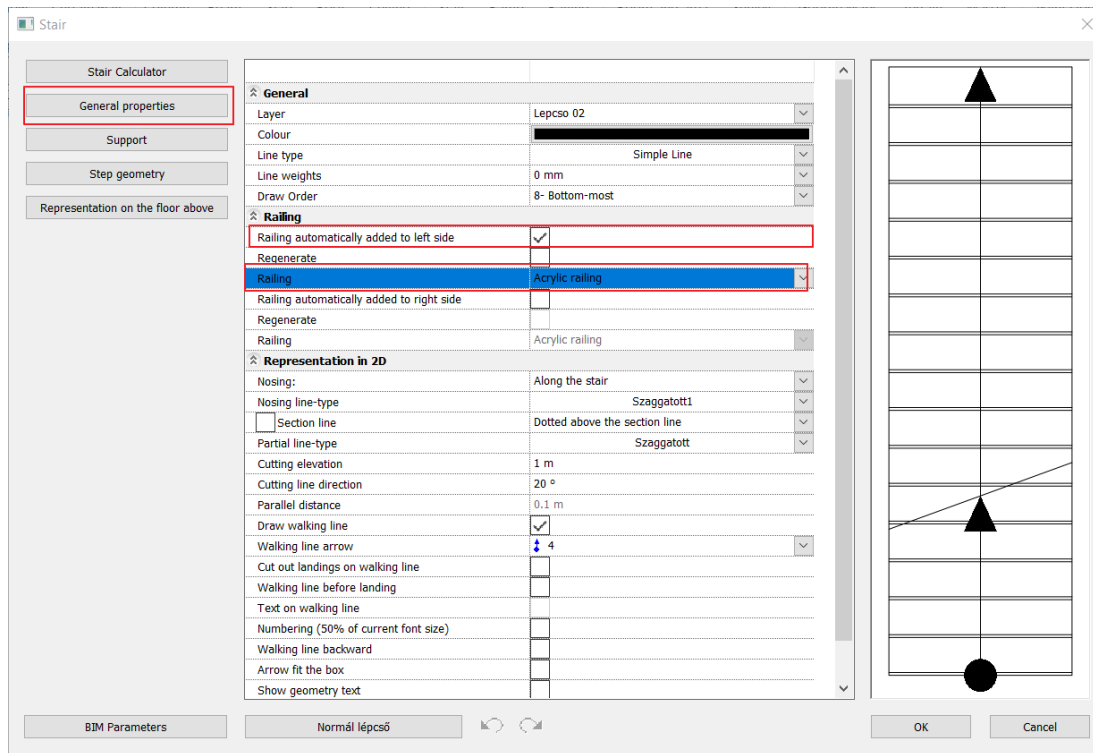 Stair
Stair Calculator
General properties
Support
Step geometry
Representation on the floor above
General
Layer Lepcso 02
Colour
Line type Simple Line
Line weights 0 mm
Draw Order 8- Bottom-most
Railing
Railing automatically added to left side
Regenerate
Railing Acrylic railing
Railing automatically added to right side
Regenerate
Railing Acrylic railing
Representation in 2D
Nosing: Along the stair
Nosing line-type Szaggatott1
Section line Dotted above the section line
Partial line-type Szaggatott
Cutting elevation 1 m
Cutting line direction 20 °
Parallel distance 0.1 m
Draw walking line
Walking line arrow 4
Cut out landings on walking line
Walking line before landing
Text on walking line
Numbering (50% of current font size)
Walking line backward
Arrow fit the box
Show geometry text
BIM Parameters Normál lépcső OK Cancel